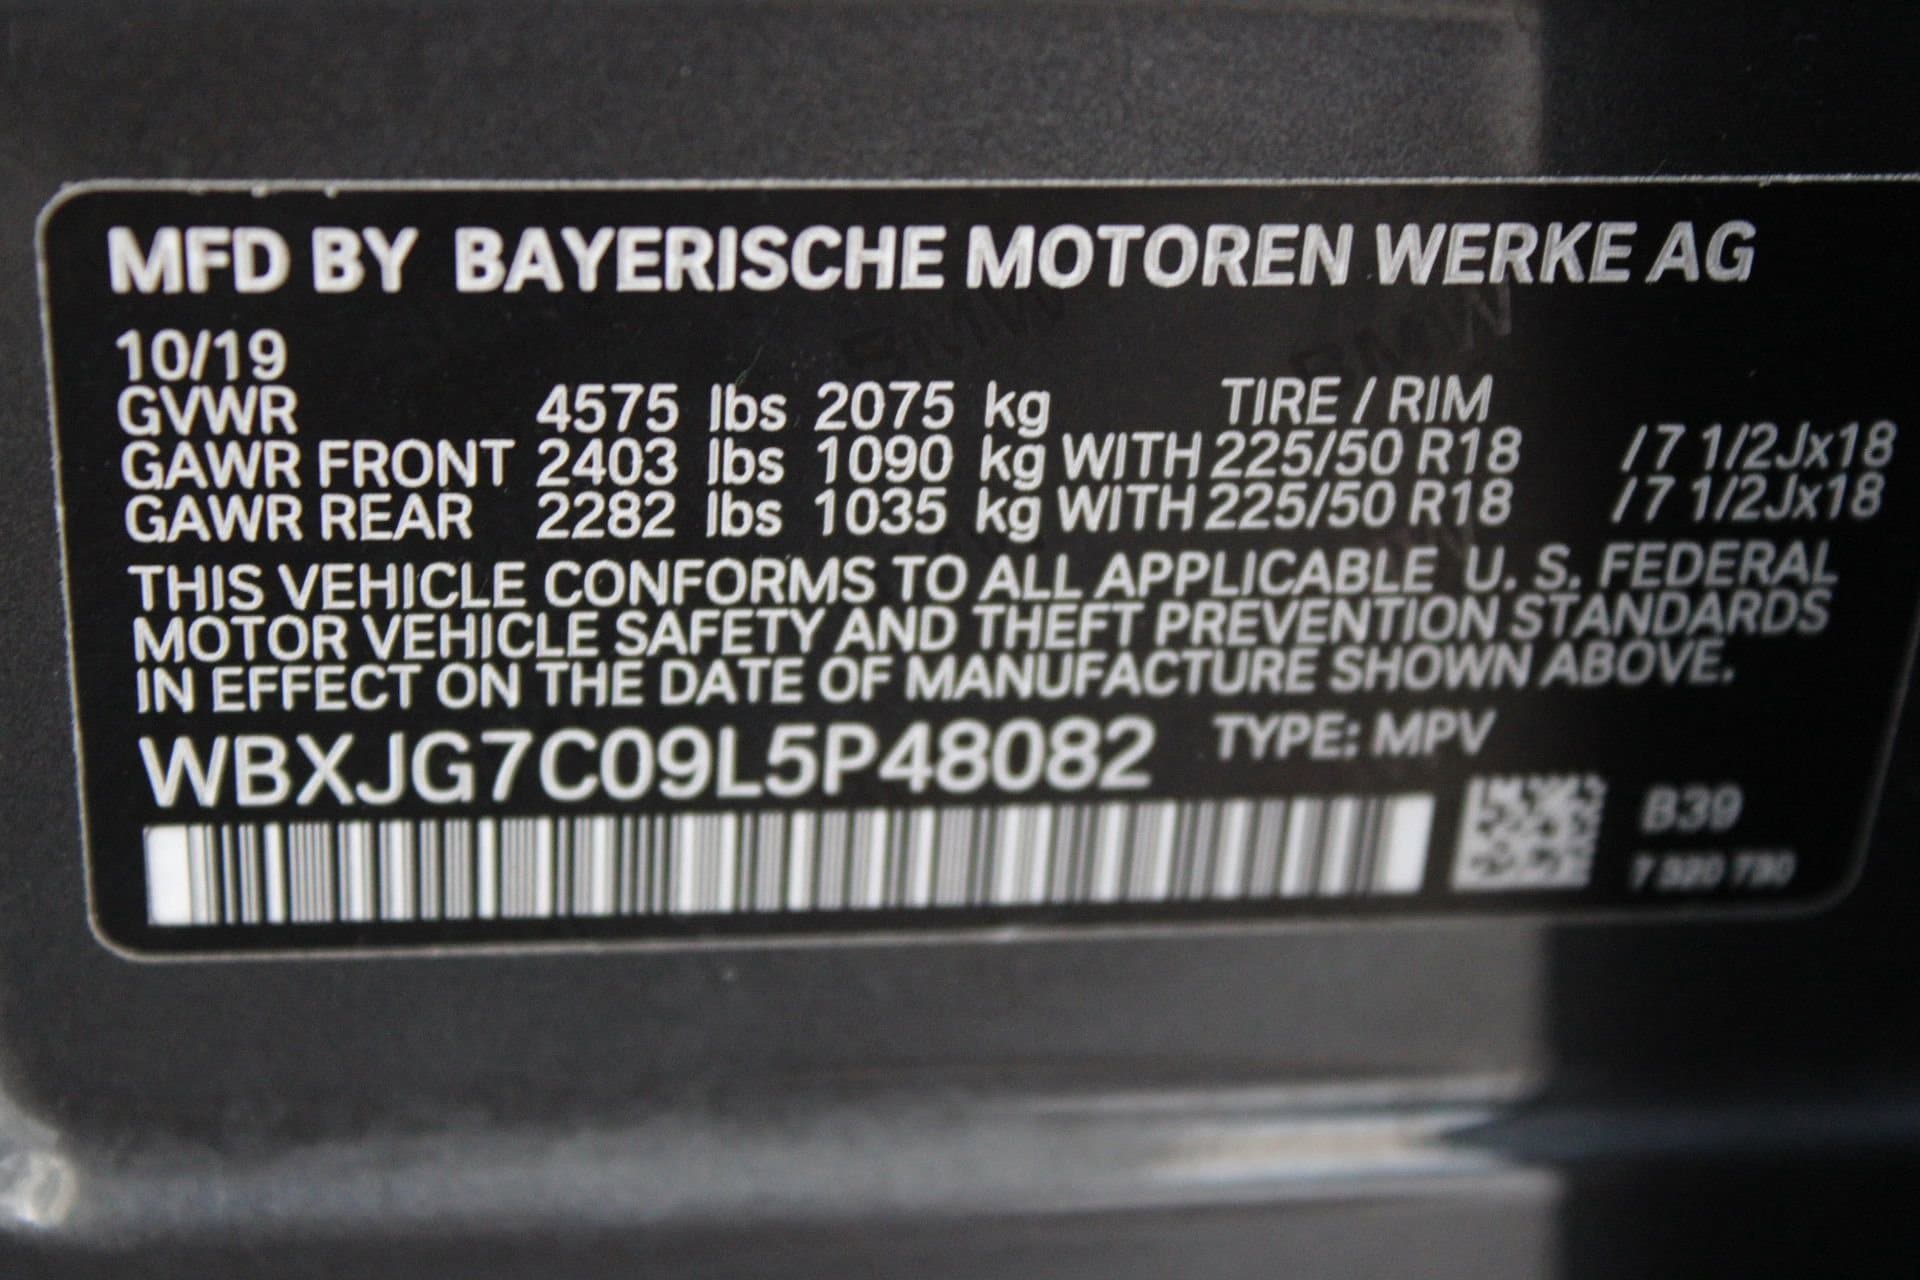 MFD BY BAYERISCHE MOTOREN WERKE AG
10/19
GVWR 4575 lbs 2075 kg TIRE / RIM
GAWR FRONT 2403 lbs 1090 kg WITH 225/50 R18 /7 1/2Jx18
GAWR REAR 2282 lbs 1035 kg WITH 225/50 R18 /7 1/2Jx18
THIS VEHICLE CONFORMS TO ALL APPLICABLE U. S. FEDERAL
MOTOR VEHICLE SAFETY AND THEFT PREVENTION STANDARDS
IN EFFECT ON THE DATE OF MANUFACTURE SHOWN ABOVE.
WBXJG7C09L5P48082 TYPE: MPV
B39
7 320 790